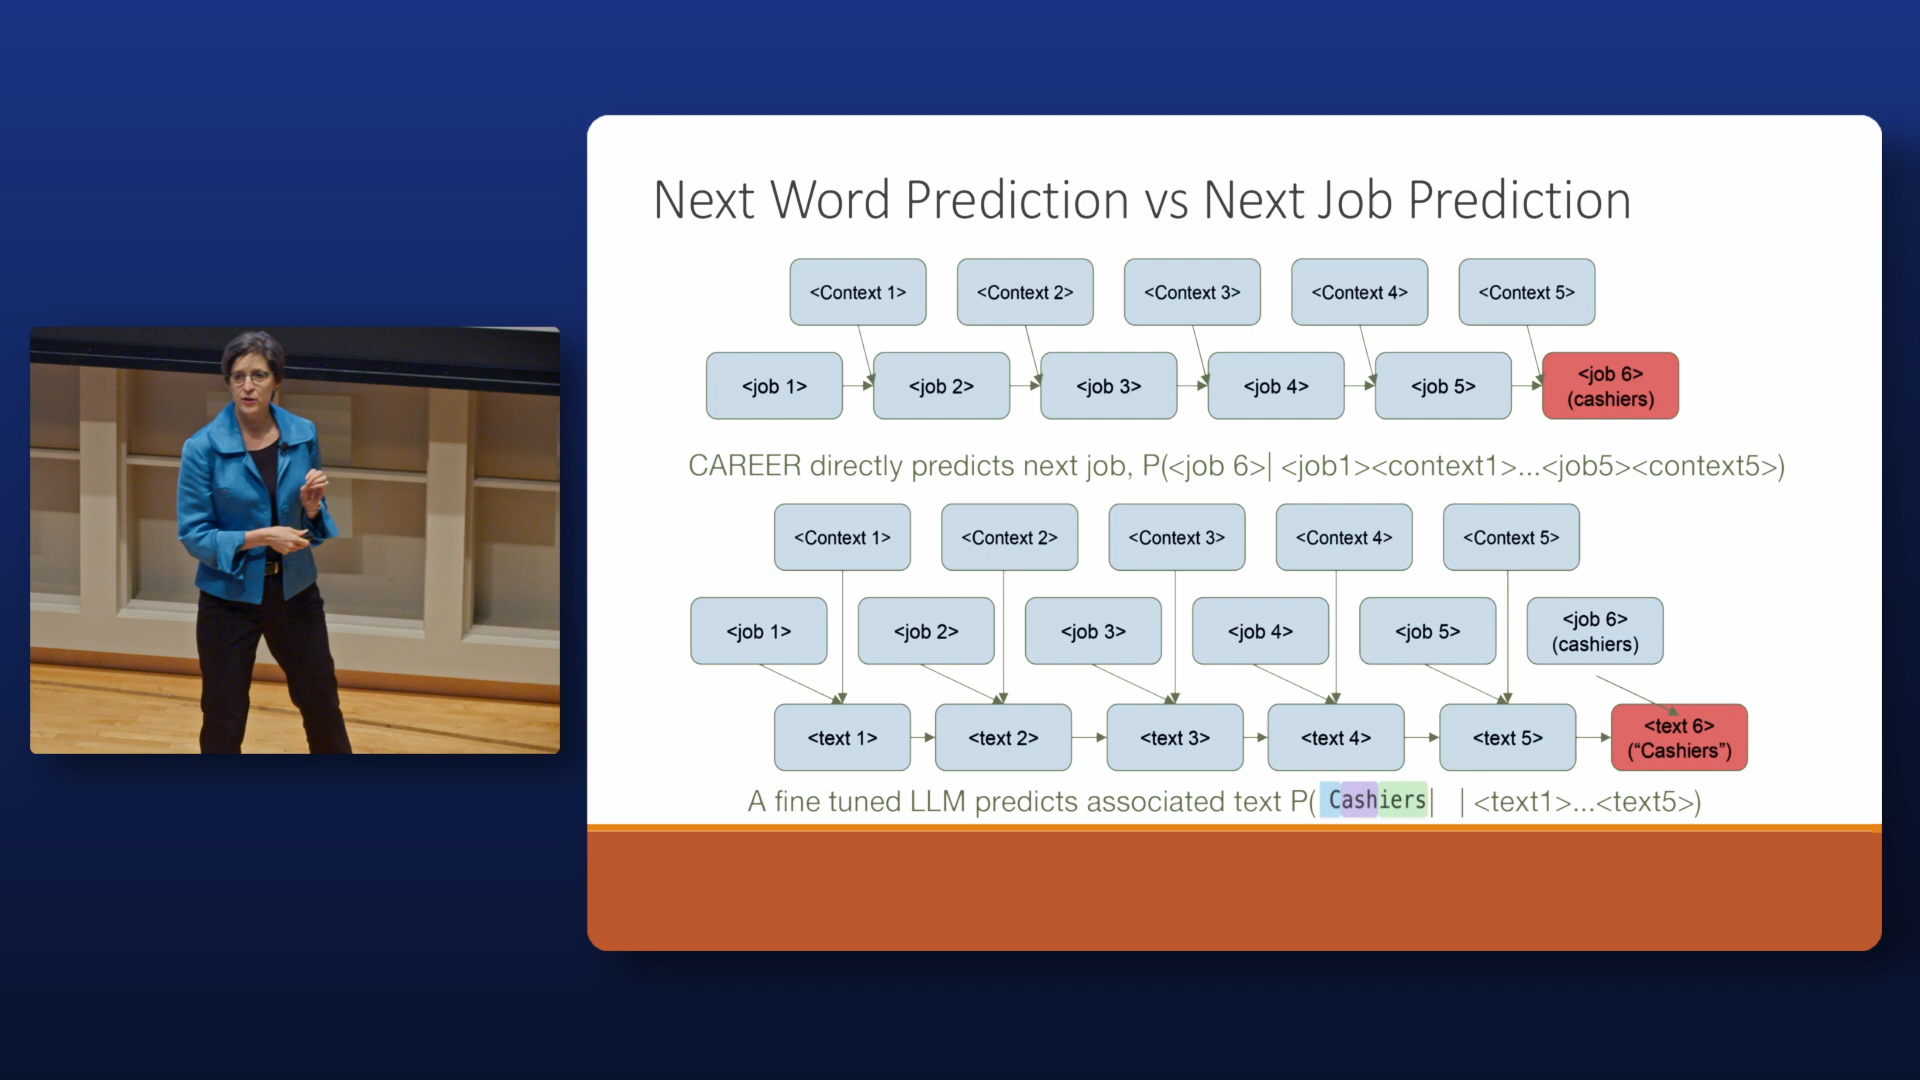 Next Word Prediction vs Next Job Prediction
<Context 1> <Context 2> <Context 3> <Context 4> <Context 5>
<job 1> <job 2> <job 3> <job 4> <job 5> <job 6>
(cashiers)
CAREER directly predicts next job, P(<job 6>| <job1><context1>...<job5><context5>)
<Context 1> <Context 2> <Context 3> <Context 4> <Context 5>
<job 1> <job 2> <job 3> <job 4> <job 5> <job 6>
(cashiers)
<text 1> <text 2> <text 3> <text 4> <text 5> <text 6>
(“Cashiers”)
A fine tuned LLM predicts associated text P( Cashiers| | <text1>...<text5>)